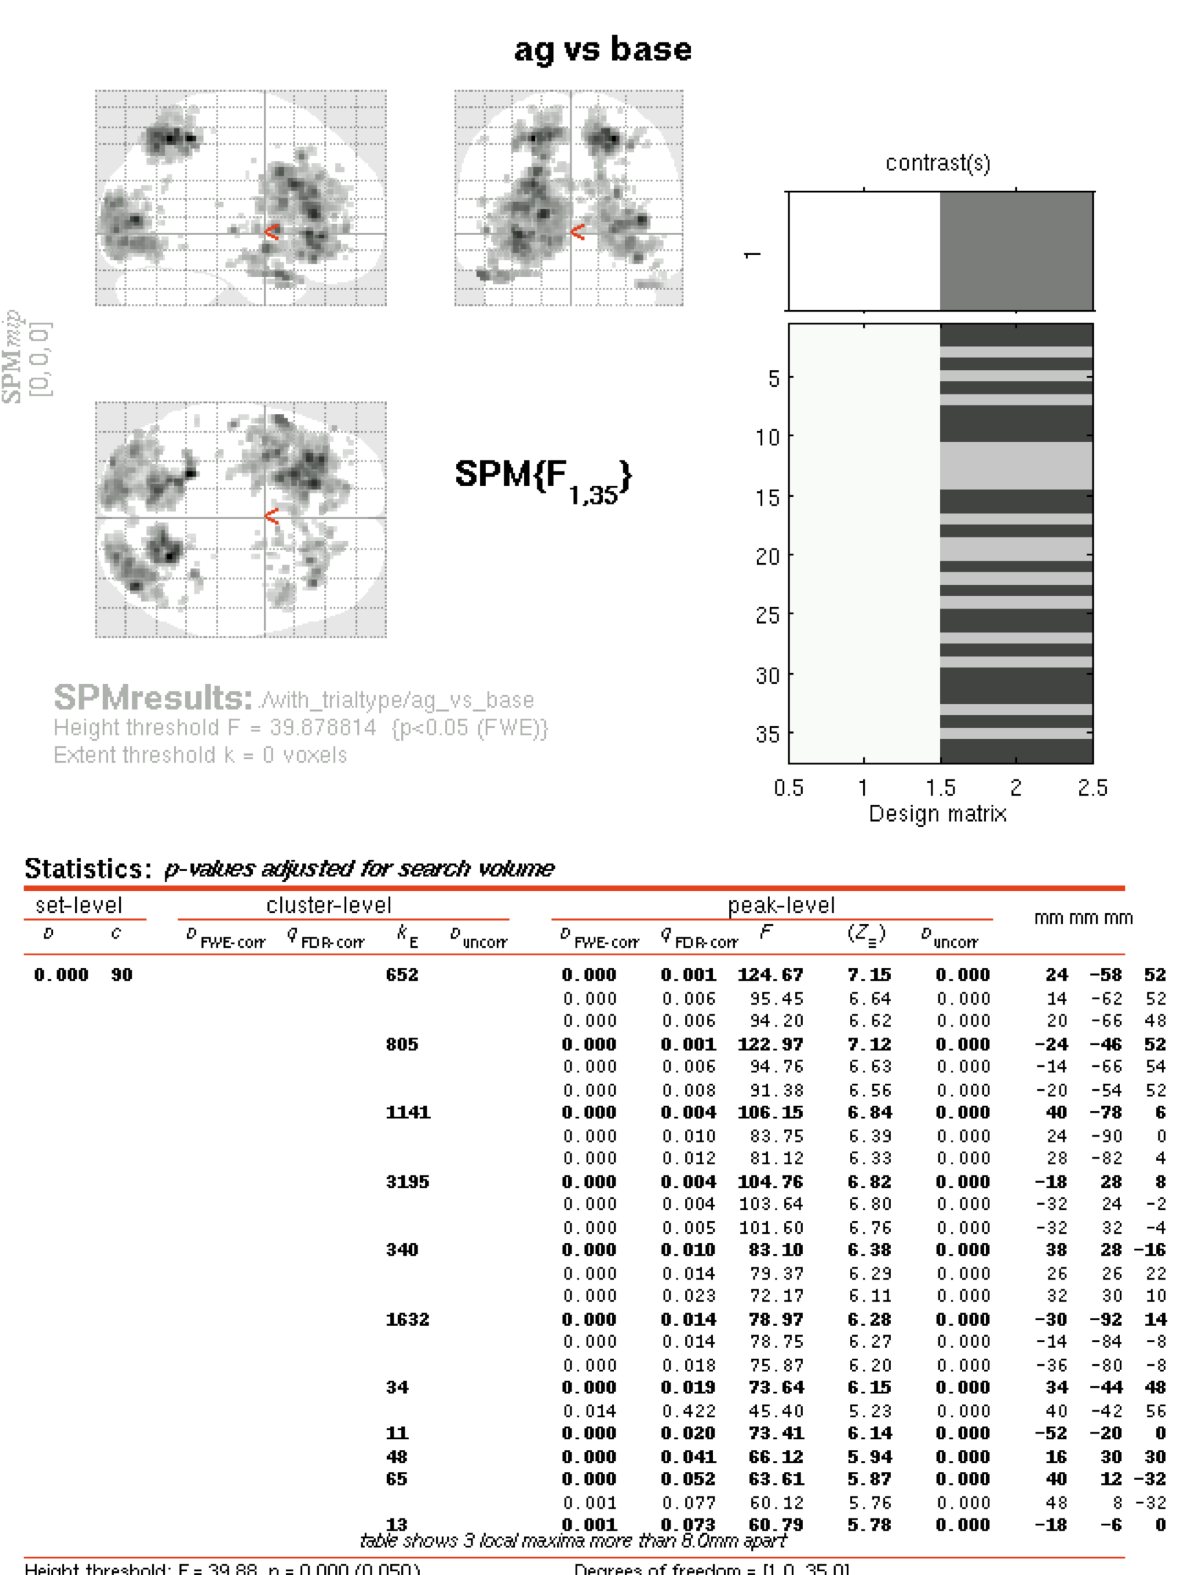 ag vs base
contrast(s)
1
SPMmip
[0, 0, 0]
5
10
15
20
25
30
35
0.5 1 1.5 2 2.5
Design matrix
SPM{F1,35}
SPMresults: ./with_trialtype/ag_vs_base
Height threshold F = 39.878814 {p<0.05 (FWE)}
Extent threshold k = 0 voxels
Statistics: p-values adjusted for search volume
set-level cluster-level peak-level mm mm mm
p c p FWE-corr q FDR-corr k E p uncorr p FWE-corr q FDR-corr F (Z≡) p uncorr
0.000 90 652 0.000 0.001 124.67 7.15 0.000 24 -58 52
0.000 0.006 95.45 6.64 0.000 14 -62 52
0.000 0.006 94.20 6.62 0.000 20 -66 48
805 0.000 0.001 122.97 7.12 0.000 -24 -46 52
0.000 0.006 94.76 6.63 0.000 -14 -66 54
0.000 0.008 91.38 6.56 0.000 -20 -54 52
1141 0.000 0.004 106.15 6.84 0.000 40 -78 6
0.000 0.010 83.75 6.39 0.000 24 -90 0
0.000 0.012 81.12 6.33 0.000 28 -82 4
3195 0.000 0.004 104.76 6.82 0.000 -18 28 8
0.000 0.004 103.64 6.80 0.000 -32 24 -2
0.000 0.005 101.60 6.76 0.000 -32 32 -4
340 0.000 0.010 83.10 6.38 0.000 38 28 -16
0.000 0.014 79.37 6.29 0.000 26 26 22
0.000 0.023 72.17 6.11 0.000 32 30 10
1632 0.000 0.014 78.97 6.28 0.000 -30 -92 14
0.000 0.014 78.75 6.27 0.000 -14 -84 -8
0.000 0.018 75.87 6.20 0.000 -36 -80 -8
34 0.000 0.019 73.64 6.15 0.000 34 -44 48
0.014 0.422 45.40 5.23 0.000 40 -42 56
11 0.000 0.020 73.41 6.14 0.000 -52 -20 0
48 0.000 0.041 66.12 5.94 0.000 16 30 30
65 0.000 0.052 63.61 5.87 0.000 40 12 -32
0.001 0.077 60.12 5.76 0.000 48 8 -32
13 0.001 0.073 60.79 5.78 0.000 -18 -6 0
table shows 3 local maxima more than 8.0mm apart
Height threshold: F = 39.88, p = 0.000 (0.050) Degrees of freedom = [1.0, 35.0]